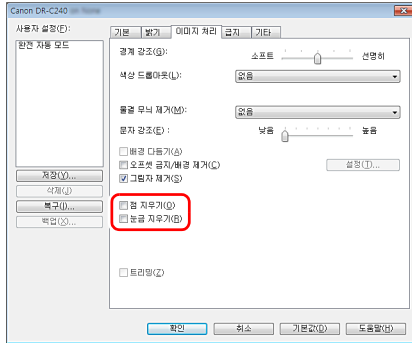 Canon DR-C240 on None
사용자 설정(F):
완전 자동 모드
저장(Y)...
삭제(J)
복구(I)...
백업(X)...
기본 밝기 이미지 처리 급지 기타
경계 강조(G): 소프트 선명히
색상 드롭아웃(L): 없음
물결 무늬 제거(M): 없음
문자 강조(E) : 낮음 높음
배경 다듬기(A)
오프셋 금지/배경 제거(C) 설정(T)...
그림자 제거(S)
점 지우기(O)
눈금 지우기(R)
트리밍(Z)
확인 취소 기본값(D) 도움말(H)